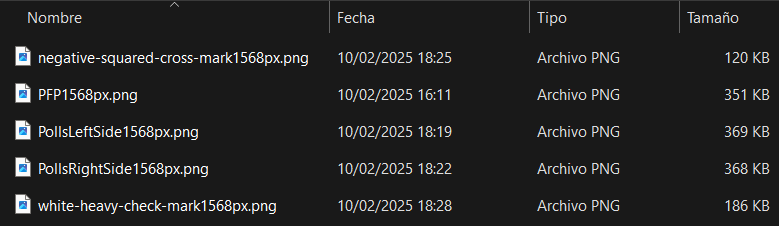 Nombre Fecha Tipo Tamaño
negative-squared-cross-mark1568px.png 10/02/2025 18:25 Archivo PNG 120 KB
PFP1568px.png 10/02/2025 16:11 Archivo PNG 351 KB
PollsLeftSide1568px.png 10/02/2025 18:19 Archivo PNG 369 KB
PollsRightSide1568px.png 10/02/2025 18:22 Archivo PNG 368 KB
white-heavy-check-mark1568px.png 10/02/2025 18:28 Archivo PNG 186 KB